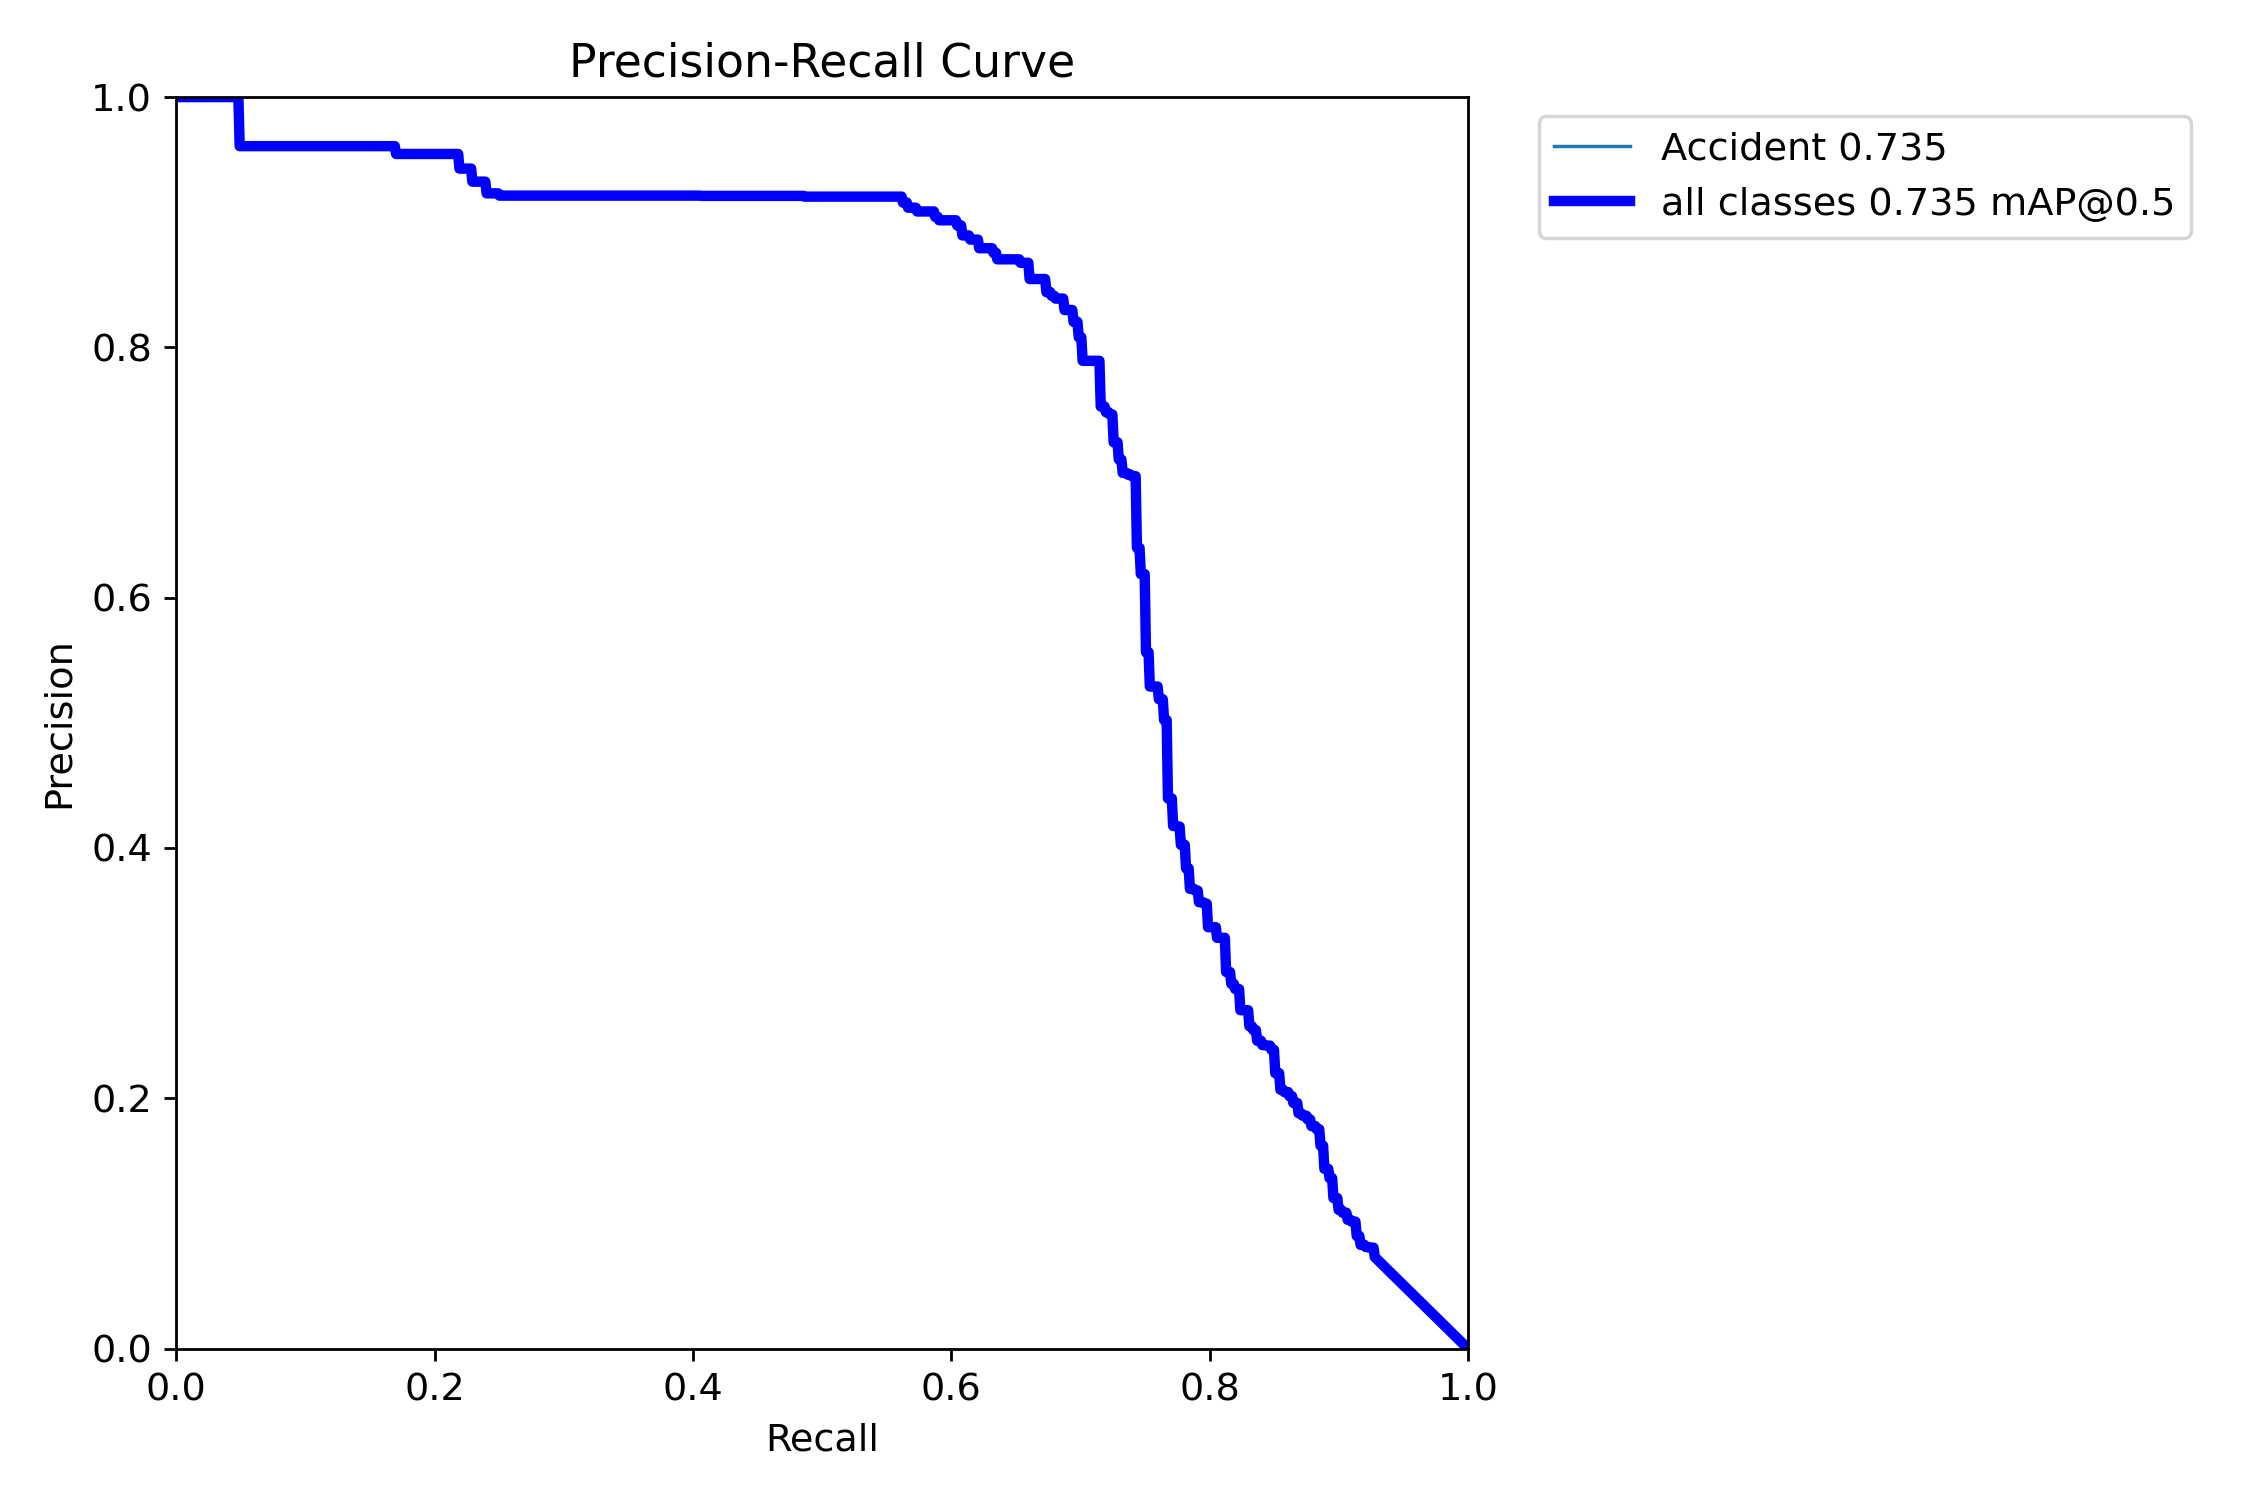 Precision-Recall Curve
1.0
0.8
0.6
0.4
0.2
0.0
Precision
0.0 0.2 0.4 0.6 0.8 1.0
Recall
Accident 0.735
all classes 0.735 mAP@0.5